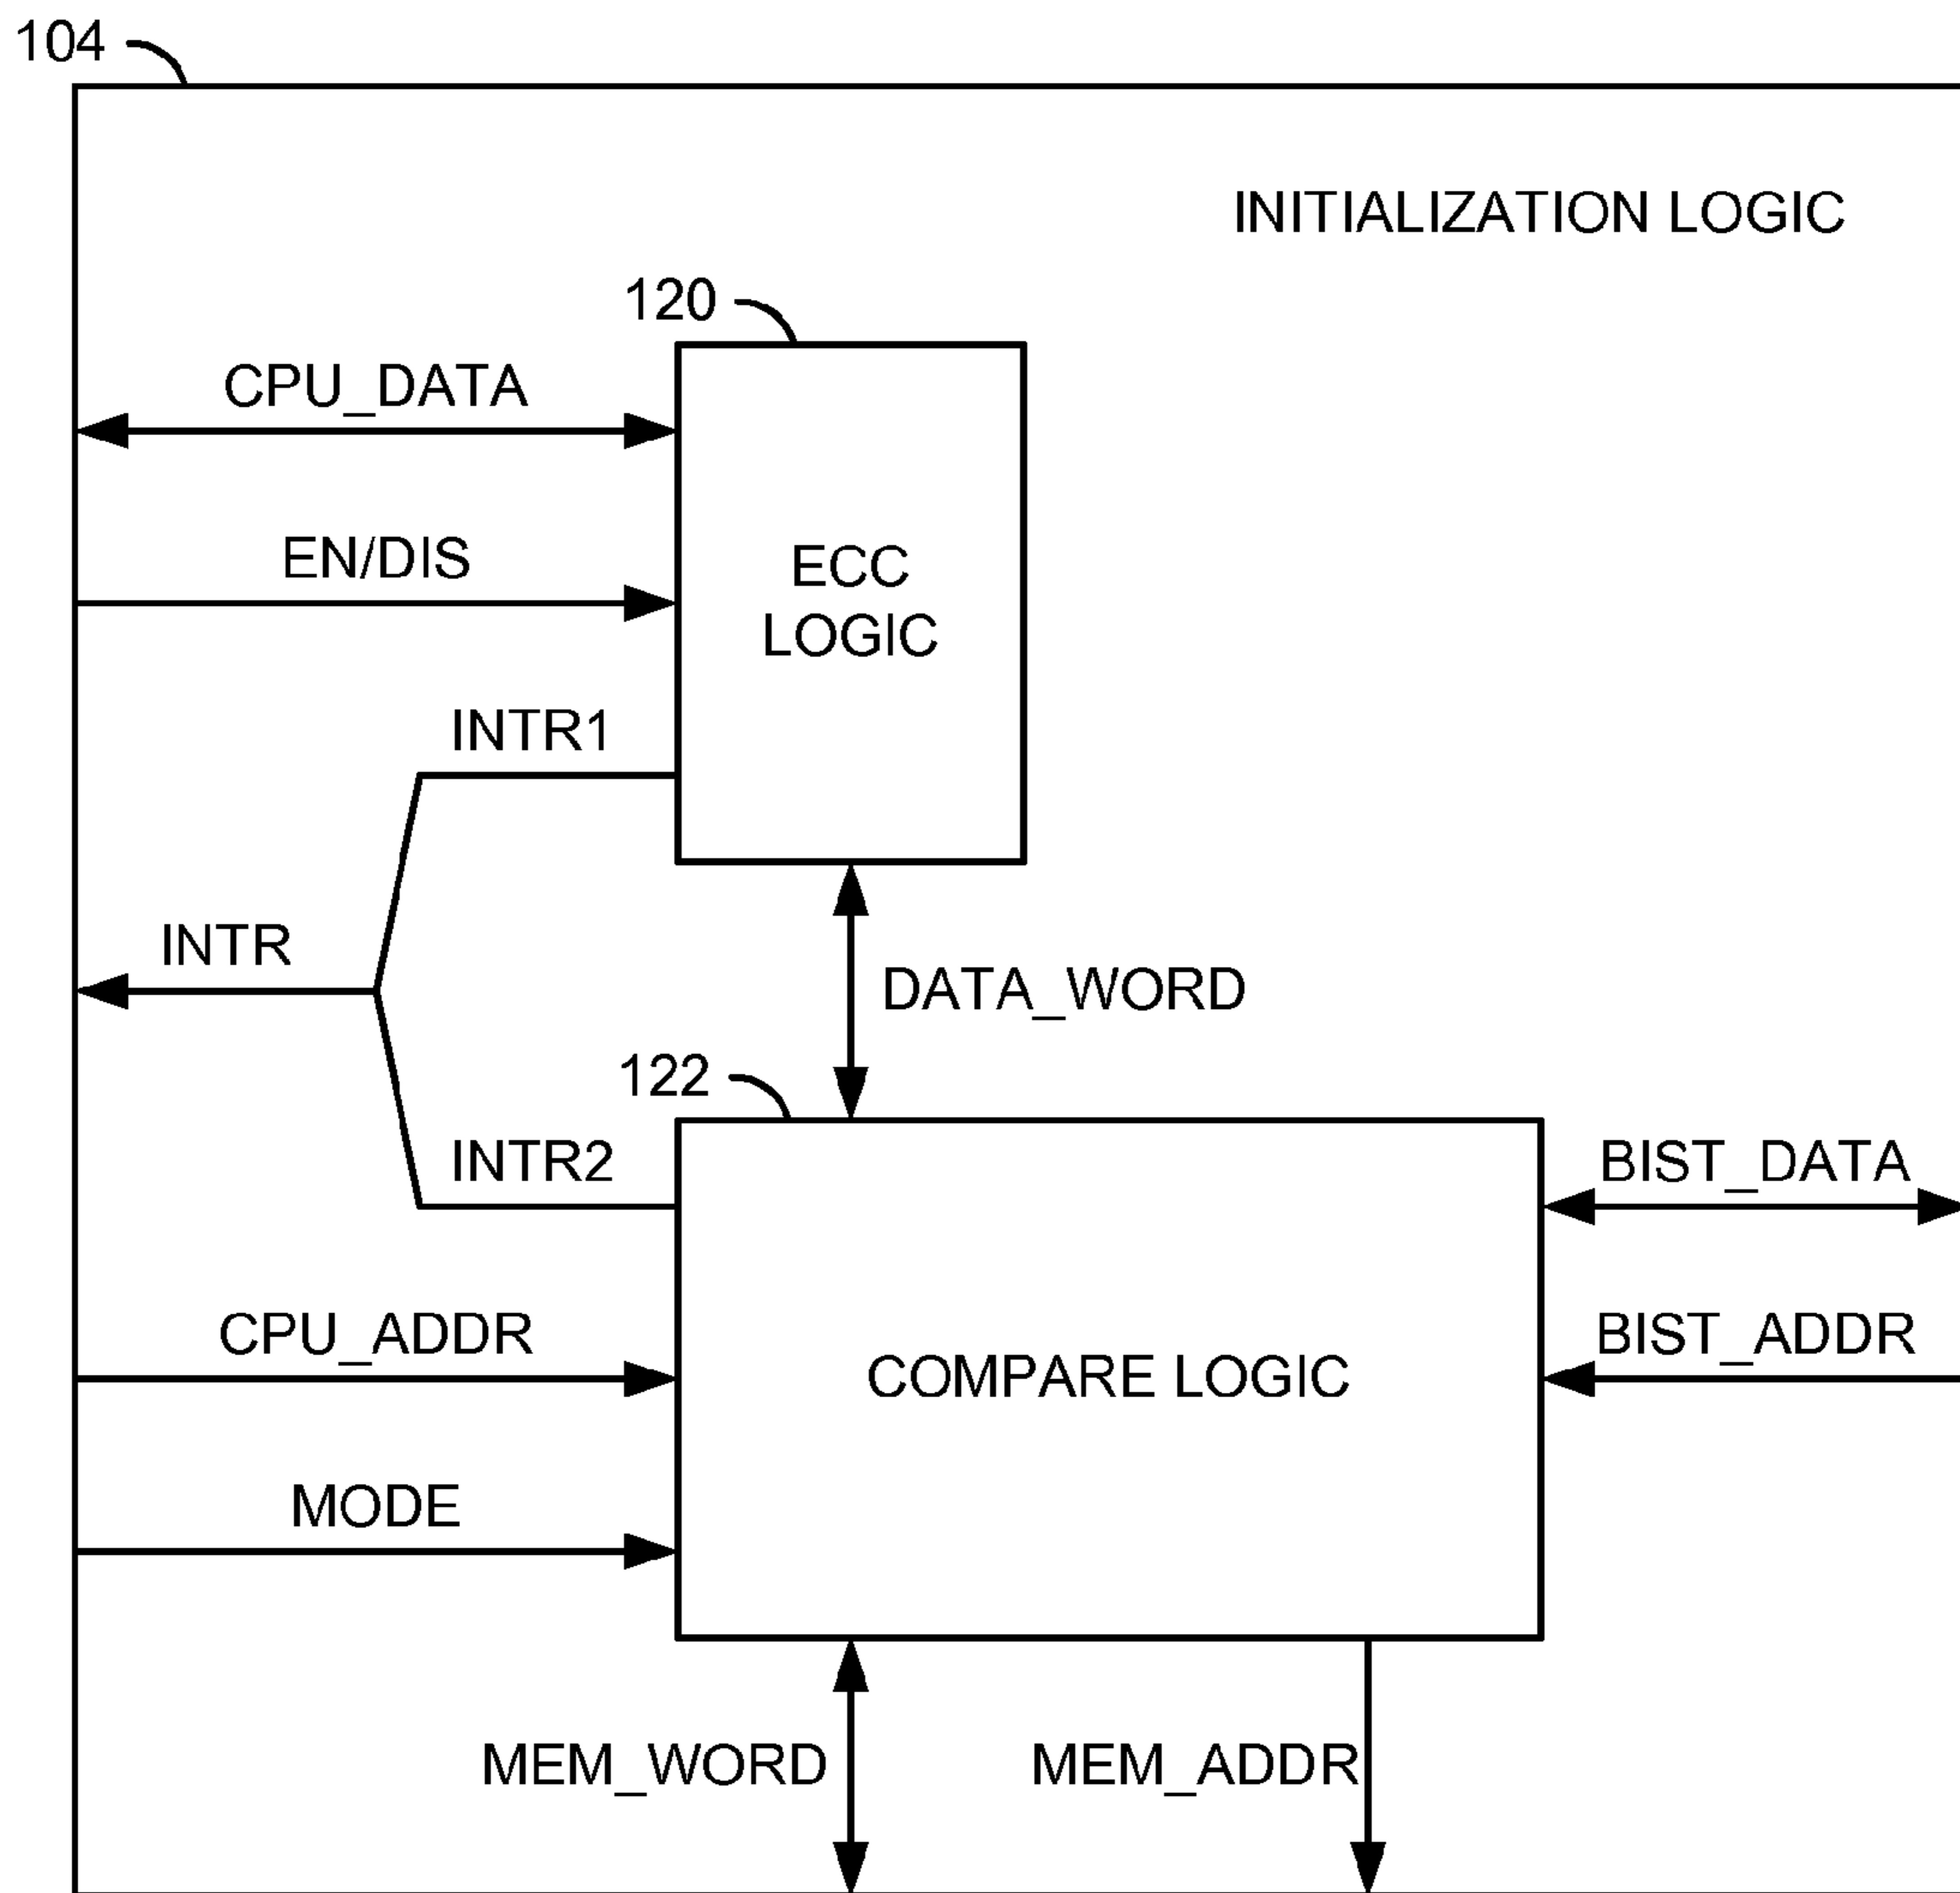 104
INITIALIZATION LOGIC
120
CPU_DATA
EN/DIS
ECC
LOGIC
INTR1
INTR
DATA_WORD
122
INTR2
BIST_DATA
CPU_ADDR
BIST_ADDR
COMPARE LOGIC
MODE
MEM_WORD
MEM_ADDR